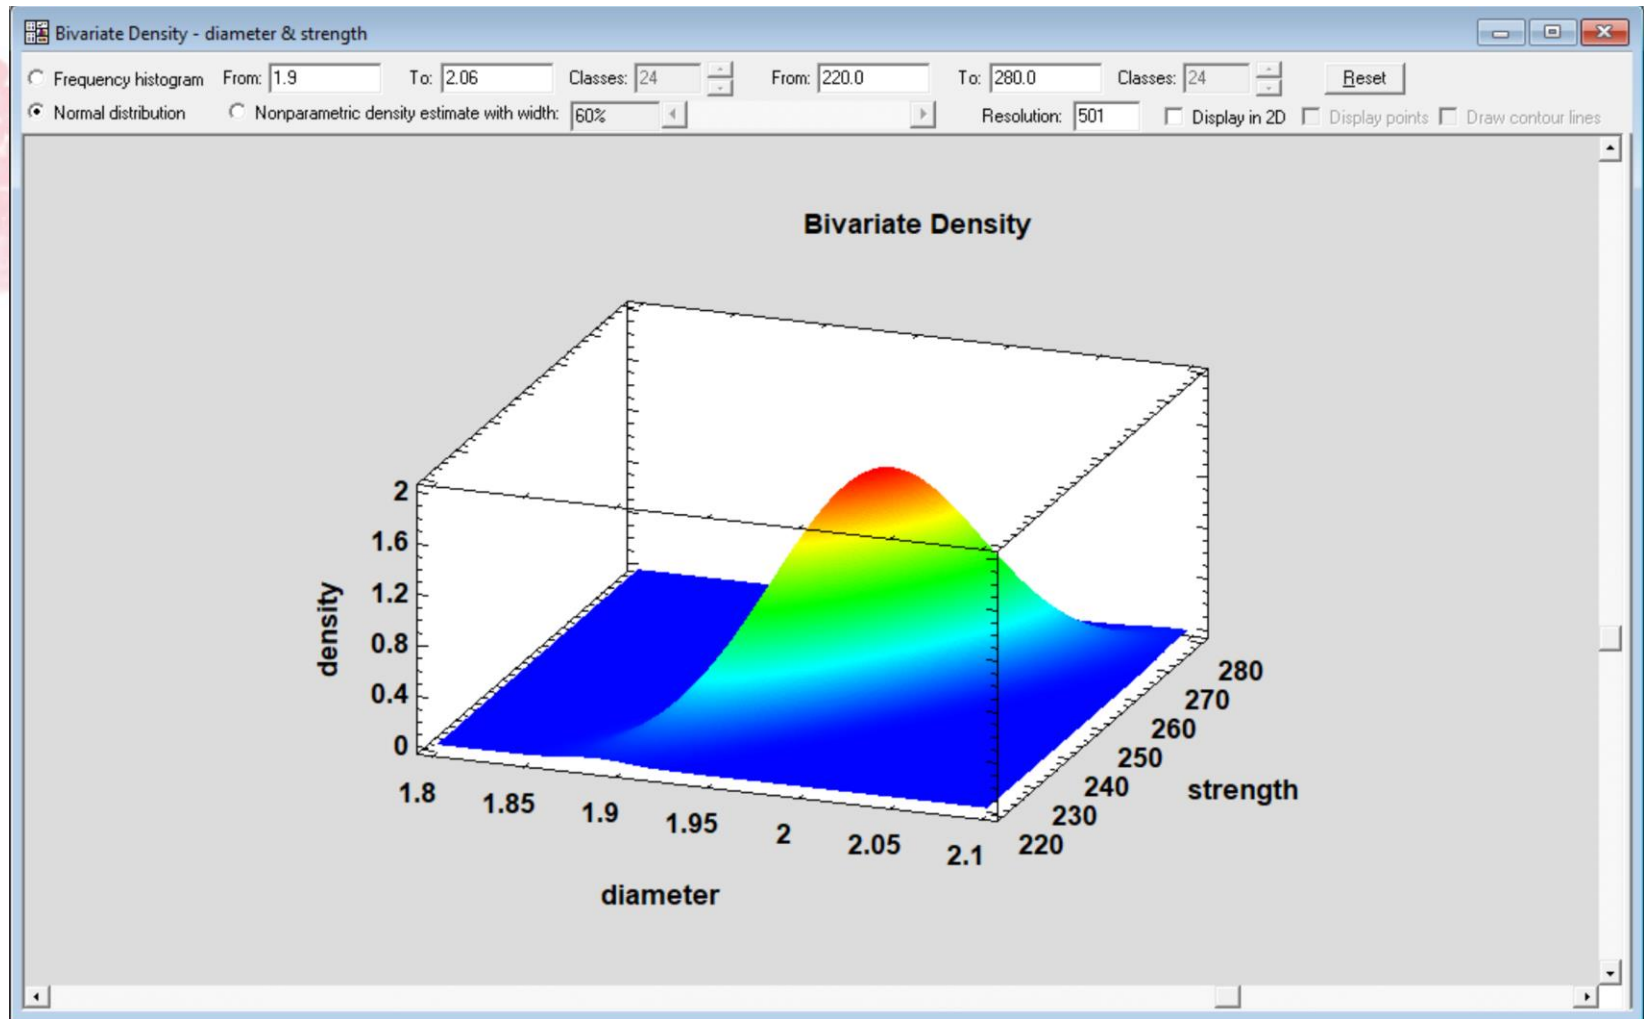 Bivariate Density - diameter & strength
Frequency histogram From: 1.9 To: 2.06 Classes: 24 From: 220.0 To: 280.0 Classes: 24 Reset
Normal distribution Nonparametric density estimate with width: 60% Resolution: 501 Display in 2D Display points Draw contour lines
Bivariate Density
2
1.6
1.2
0.8
0.4
0
density
1.8 1.85 1.9 1.95 2 2.05 2.1
diameter
220 230 240 250 260 270 280
strength